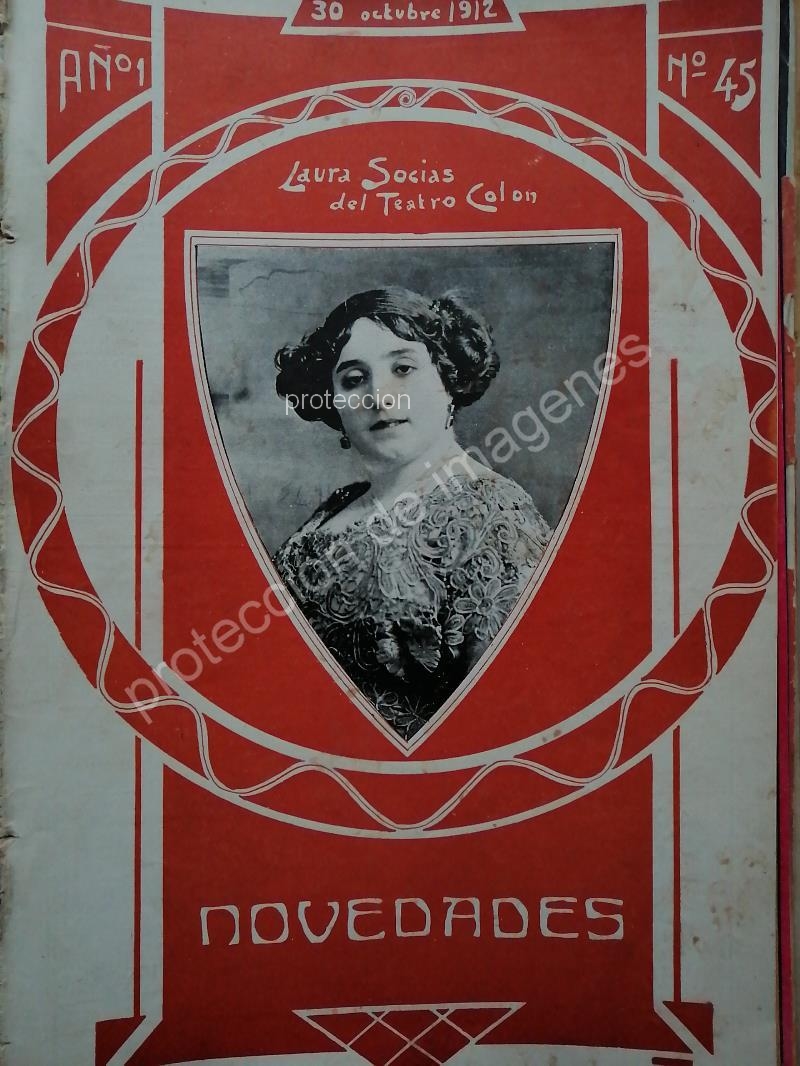 30 octubre 1912
Año 1
Nº 45
Laura Socias
del Teatro Colon
proteccion
proteccion de imagenes
NOVEDADES